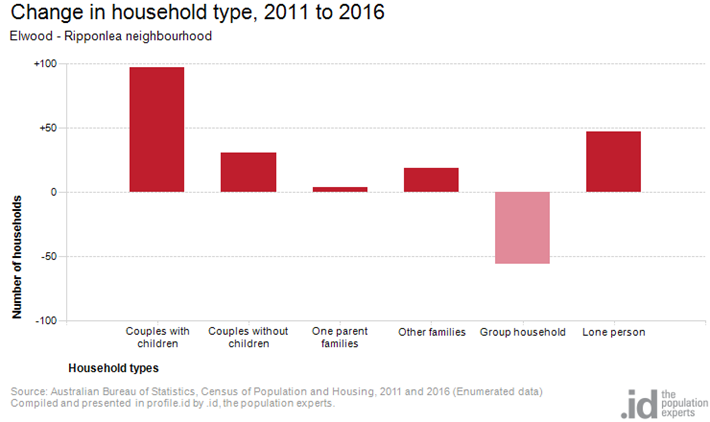 Change in household type, 2011 to 2016
Elwood - Ripponlea neighbourhood
+100
+50
0
-50
-100
Number of households
Couples with
children
Couples without
children
One parent
families
Other families
Group household
Lone person
Household types
Source: Australian Bureau of Statistics, Census of Population and Housing, 2011 and 2016 (Enumerated data)
Compiled and presented in profile.id by .id, the population experts.
.id the
population
experts